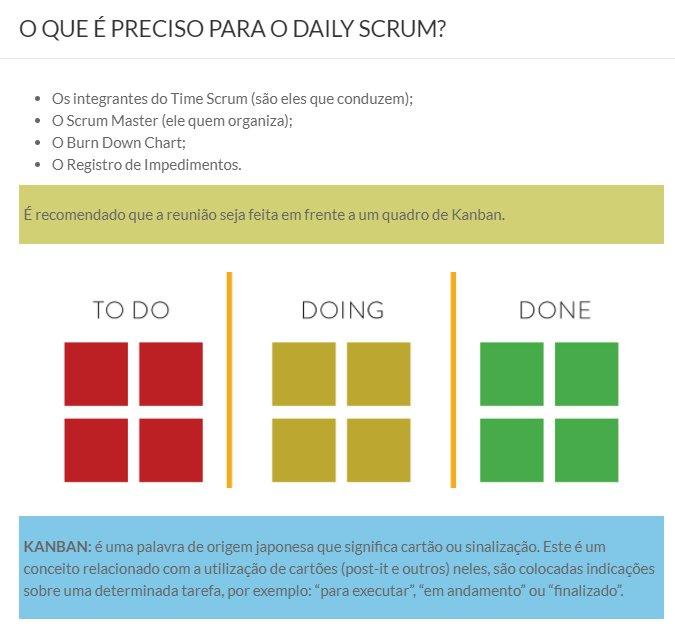 O QUE É PRECISO PARA O DAILY SCRUM?
Os integrantes do Time Scrum (são eles que conduzem);
O Scrum Master (ele quem organiza);
O Burn Down Chart;
O Registro de Impedimentos.
É recomendado que a reunião seja feita em frente a um quadro de Kanban.
TO DO
DOING
DONE
KANBAN: é uma palavra de origem japonesa que significa cartão ou sinalização. Este é um
conceito relacionado com a utilização de cartões (post-it e outros) neles, são colocadas indicações
sobre uma determinada tarefa, por exemplo: “para executar”, “em andamento” ou “finalizado”.